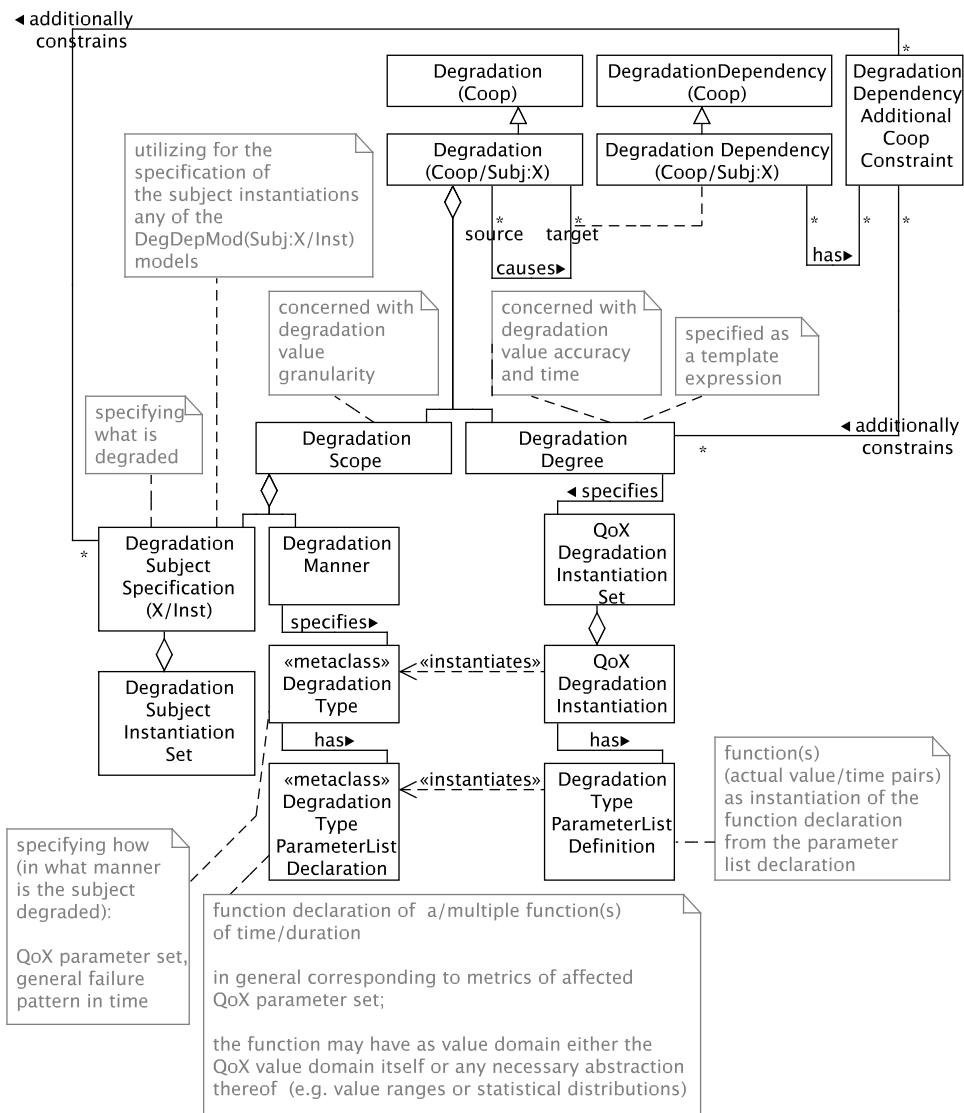 ◄ additionally
constrains
*
Degradation
(Coop)
DegradationDependency
(Coop)
Degradation
Dependency
Additional
Coop
Constraint
utilizing for the
specification of
the subject instantiations
any of the
DegDepMod(Subj:X/Inst)
models
Degradation
(Coop/Subj:X)
Degradation Dependency
(Coop/Subj:X)
*
*
*
*
*
source
target
causes►
has►
concerned with
degradation
value
granularity
concerned with
degradation
value accuracy
and time
specified as
a template
expression
specifying
what is
degraded
Degradation
Scope
Degradation
Degree
◄ additionally
constrains
*
◄ specifies
*
Degradation
Subject
Specification
(X/Inst)
Degradation
Manner
QoX
Degradation
Instantiation
Set
specifies►
Degradation
Subject
Instantiation
Set
«metaclass»
Degradation
Type
«instantiates»
QoX
Degradation
Instantiation
has►
has►
«metaclass»
Degradation
Type
ParameterList
Declaration
«instantiates»
Degradation
Type
ParameterList
Definition
function(s)
(actual value/time pairs)
as instantiation of the
function declaration
from the parameter
list declaration
specifying how
(in what manner
is the subject
degraded):
QoX parameter set,
general failure
pattern in time
function declaration of a/multiple function(s)
of time/duration
in general corresponding to metrics of affected
QoX parameter set;
the function may have as value domain either the
QoX value domain itself or any necessary abstraction
thereof (e.g. value ranges or statistical distributions)